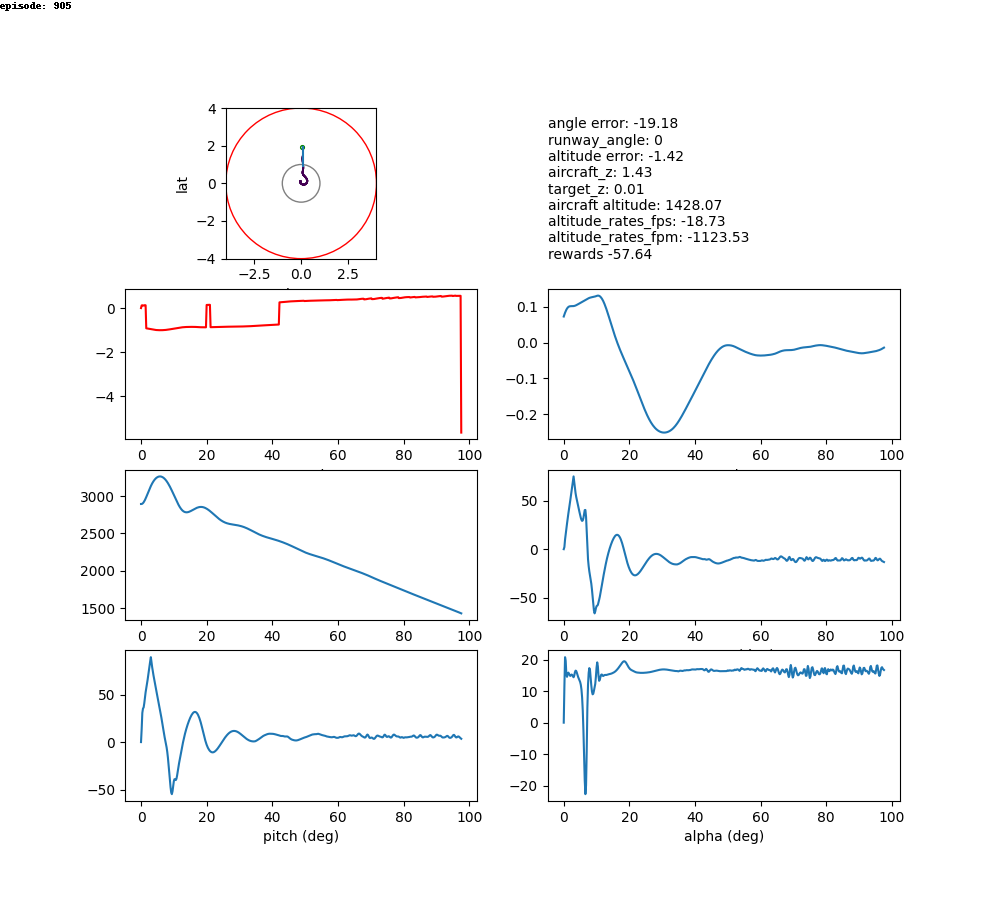 episode: 905
4
2
0
−2
−4
lat
−2.5
0.0
2.5
angle error: -19.18
runway_angle: 0
altitude error: -1.42
aircraft_z: 1.43
target_z: 0.01
aircraft altitude: 1428.07
altitude_rates_fps: -18.73
altitude_rates_fpm: -1123.53
rewards -57.64
0
−2
−4
0 20 40 60 80 100
0.1
0.0
−0.1
−0.2
0 20 40 60 80 100
3000
2500
2000
1500
0 20 40 60 80 100
50
0
−50
0 20 40 60 80 100
50
0
−50
0 20 40 60 80 100
pitch (deg)
20
10
0
−10
−20
0 20 40 60 80 100
alpha (deg)